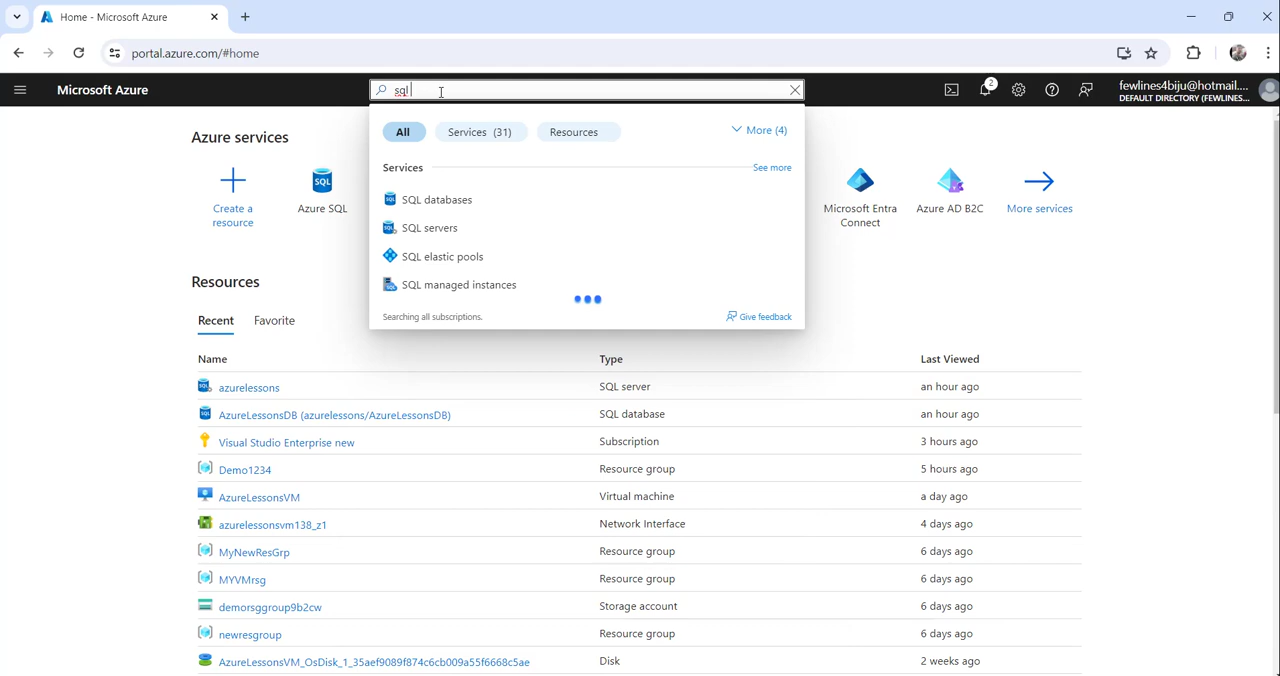 Home - Microsoft Azure
portal.azure.com/#home
Microsoft Azure
sql
2
fewlines4biju@hotmail....
DEFAULT DIRECTORY (FEWLINES...
All
Services (31)
Resources
More (4)
Services
See more
SQL databases
SQL servers
SQL elastic pools
SQL managed instances
Searching all subscriptions.
Give feedback
Azure services
Create a
resource
SQL
Azure SQL
Microsoft Entra
Connect
Azure AD B2C
More services
Resources
Recent
Favorite
Name
Type
Last Viewed
azurelessons
SQL server
an hour ago
AzureLessonsDB (azurelessons/AzureLessonsDB)
SQL database
an hour ago
Visual Studio Enterprise new
Subscription
3 hours ago
Demo1234
Resource group
5 hours ago
AzureLessonsVM
Virtual machine
a day ago
azurelessonsvm138_z1
Network Interface
4 days ago
MyNewResGrp
Resource group
6 days ago
MYVMrsg
Resource group
6 days ago
demorsggroup9b2cw
Storage account
6 days ago
newresgroup
Resource group
6 days ago
AzureLessonsVM_OsDisk_1_35aef9089f874c6cb009a55f6668c5ae
Disk
2 weeks ago